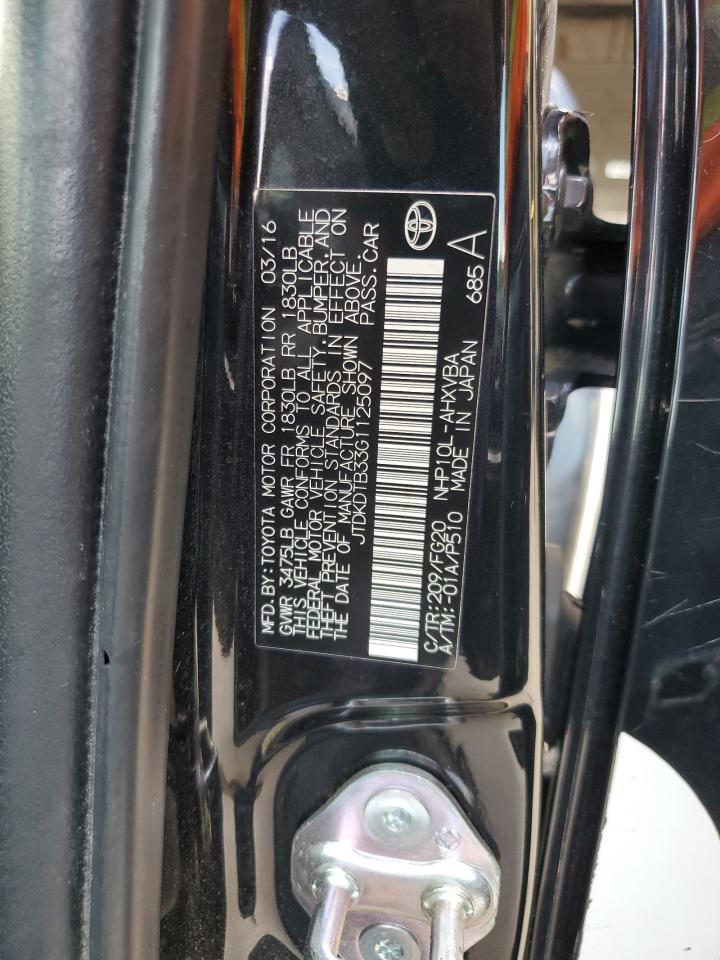 MFD.BY:TOYOTA MOTOR CORPORATION 03/16
GVWR 3475LB GAWR FR 1830LB RR 1830LB
THIS VEHICLE CONFORMS TO ALL APPLICABLE
FEDERAL MOTOR VEHICLE SAFETY, BUMPER, AND
THEFT PREVENTION STANDARDS IN EFFECT ON
THE DATE OF MANUFACTURE SHOWN ABOVE.
JTDKDTB33G1125097 PASS.CAR
C/TR:209/FG20 NHP10L-AHXVBA 685 A
A/TM:-01A/P510 MADE IN JAPAN